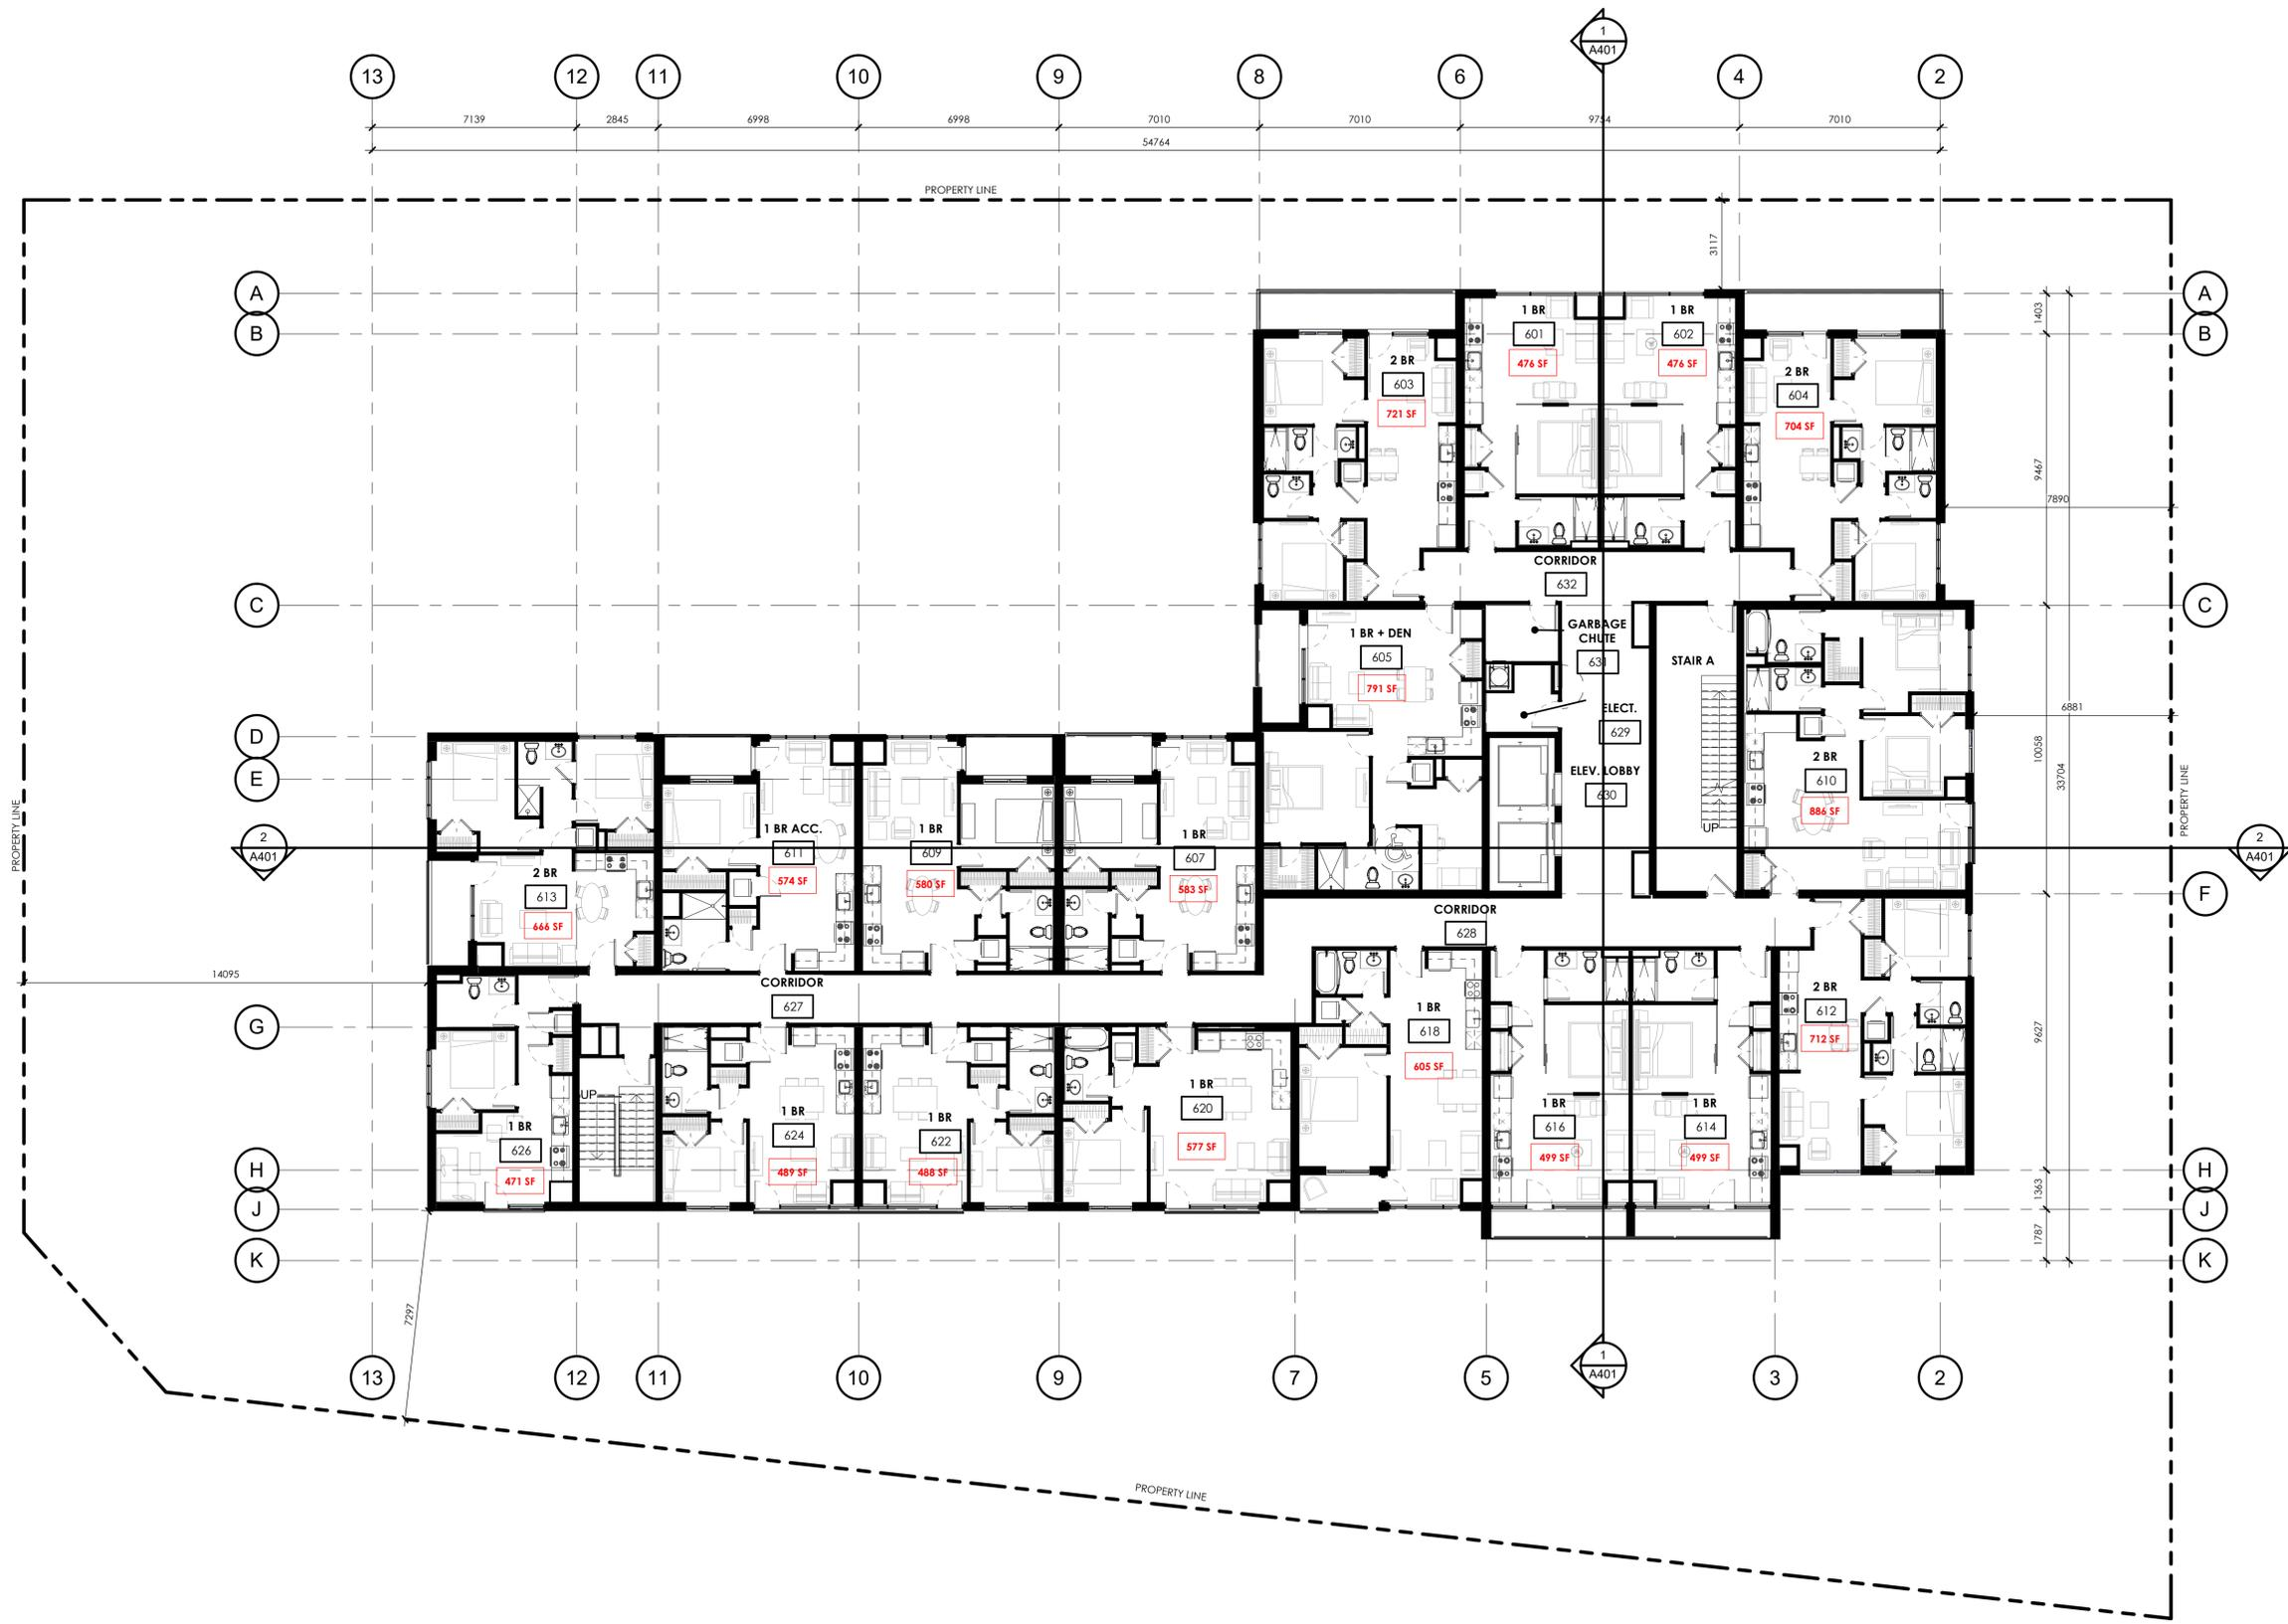 1
A401
13
12
11
10
9
8
6
4
2
7139
2845
6998
6998
7010
7010
9754
7010
54764
PROPERTY LINE
3117
A
A
1403
B
B
1 BR
601
476 SF
1 BR
602
476 SF
2 BR
603
721 SF
2 BR
604
704 SF
9467
7890
CORRIDOR
632
C
C
GARBAGE
CHUTE
631
1 BR + DEN
605
791 SF
STAIR A
ELECT.
629
6881
10058
33704
D
D
E
E
ELEV. LOBBY
630
2 BR
610
886 SF
UP
PROPERTY LINE
PROPERTY LINE
2
A401
2
A401
1 BR ACC.
611
574 SF
1 BR
609
580 SF
1 BR
607
583 SF
2 BR
613
666 SF
F
F
CORRIDOR
628
14095
CORRIDOR
627
G
G
1 BR
618
605 SF
2 BR
612
712 SF
9627
UP
1 BR
626
471 SF
1 BR
624
489 SF
1 BR
622
488 SF
1 BR
620
577 SF
1 BR
616
499 SF
1 BR
614
499 SF
H
H
1363
J
J
1787
K
K
7297
13
12
11
10
9
7
5
1
A401
3
2
PROPERTY LINE